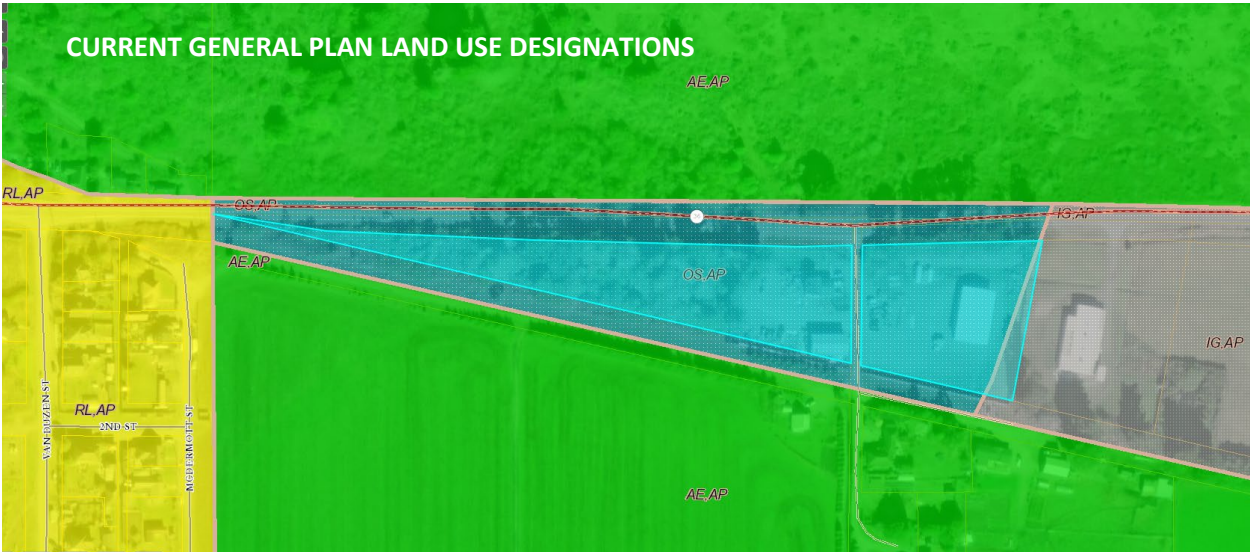 CURRENT GENERAL PLAN LAND USE DESIGNATIONS
AE,AP
RL,AP
OS,AP
36
IG,AP
AE,AP
OS,AP
IG,AP
RL,AP
2ND ST
VAN DUZEN ST
MCDERMOTT ST
AE,AP